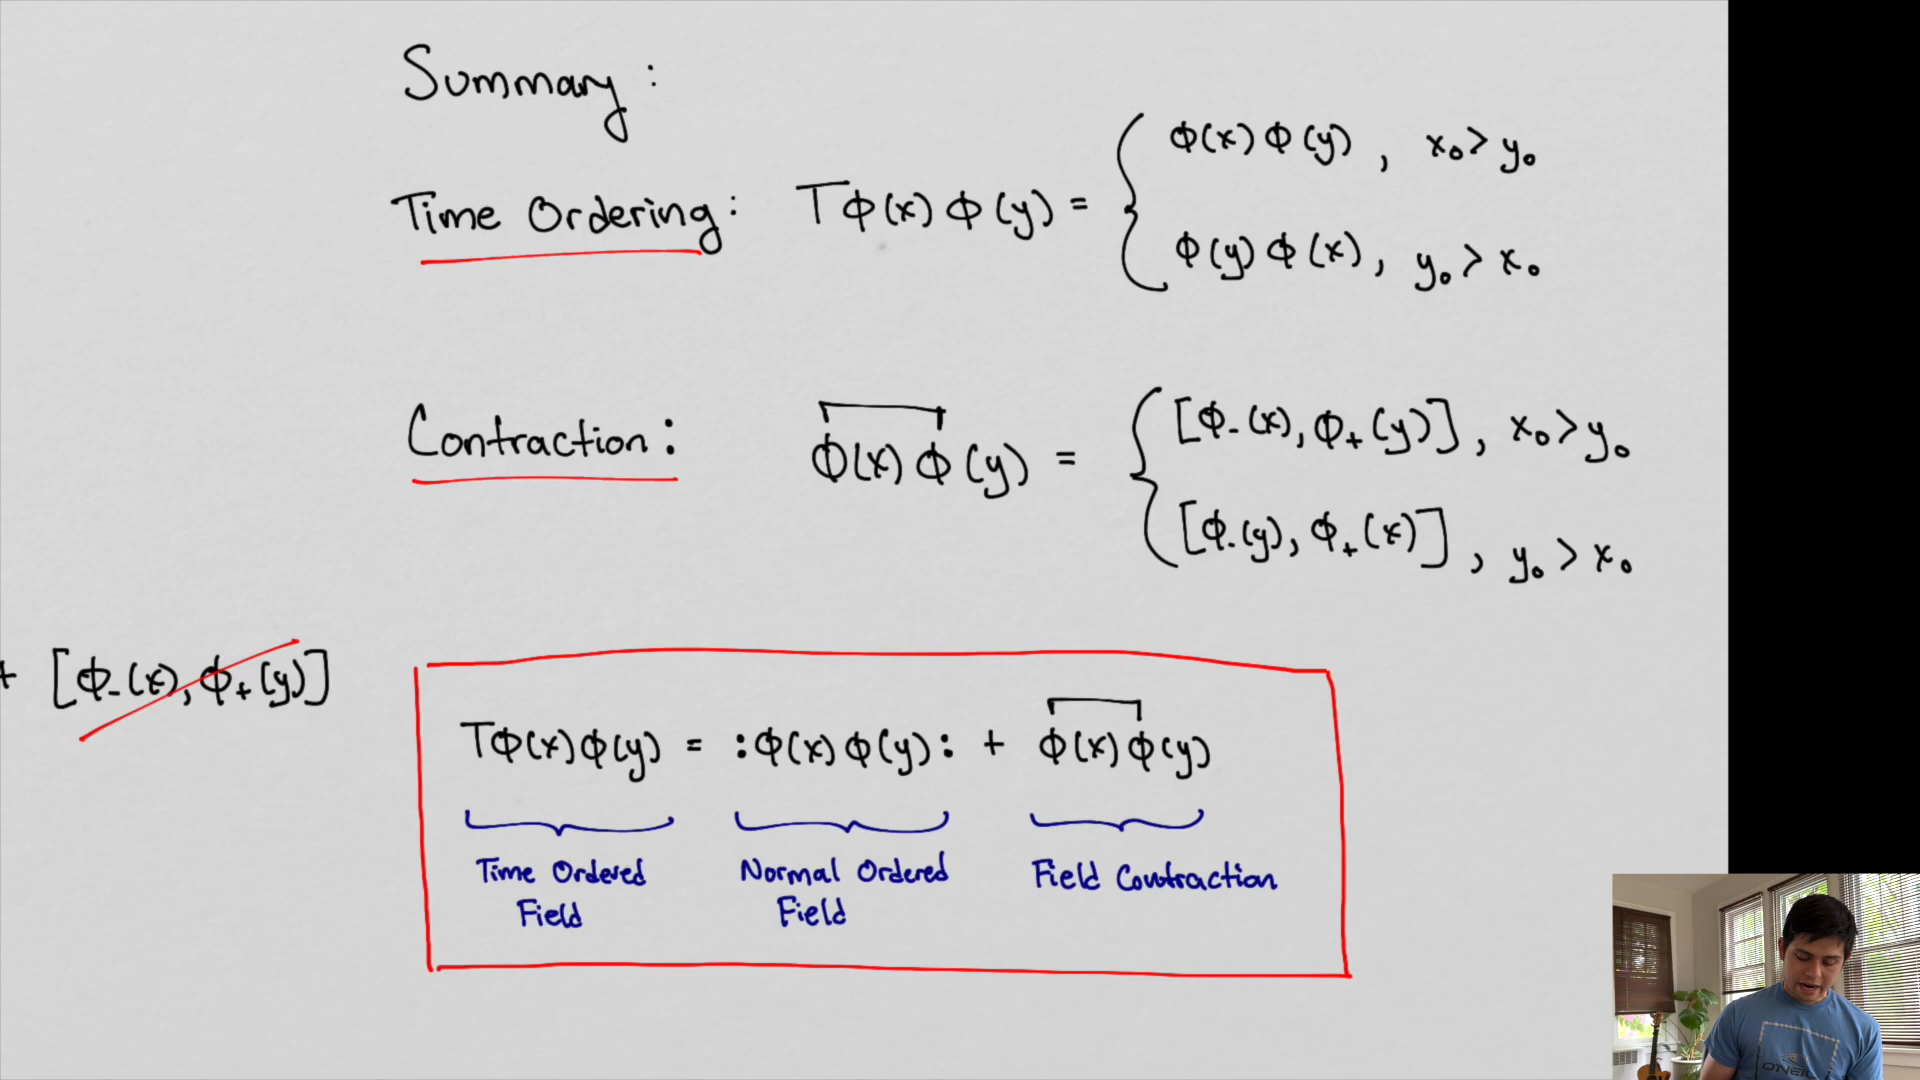 Summary:
Time Ordering: Tϕ(x)ϕ(y) = { ϕ(x)ϕ(y), x₀ > y₀
ϕ(y)ϕ(x), y₀ > x₀
Contraction: ϕ(x)ϕ(y) = { [ϕ₋(x), ϕ₊(y)], x₀ > y₀
[ϕ₋(y), ϕ₊(x)], y₀ > x₀
+ [ϕ₋(x), ϕ₊(y)]
Tϕ(x)ϕ(y) = :ϕ(x)ϕ(y): + ϕ(x)ϕ(y)
Time Ordered Field
Normal Ordered Field
Field Contraction
O'NEILL